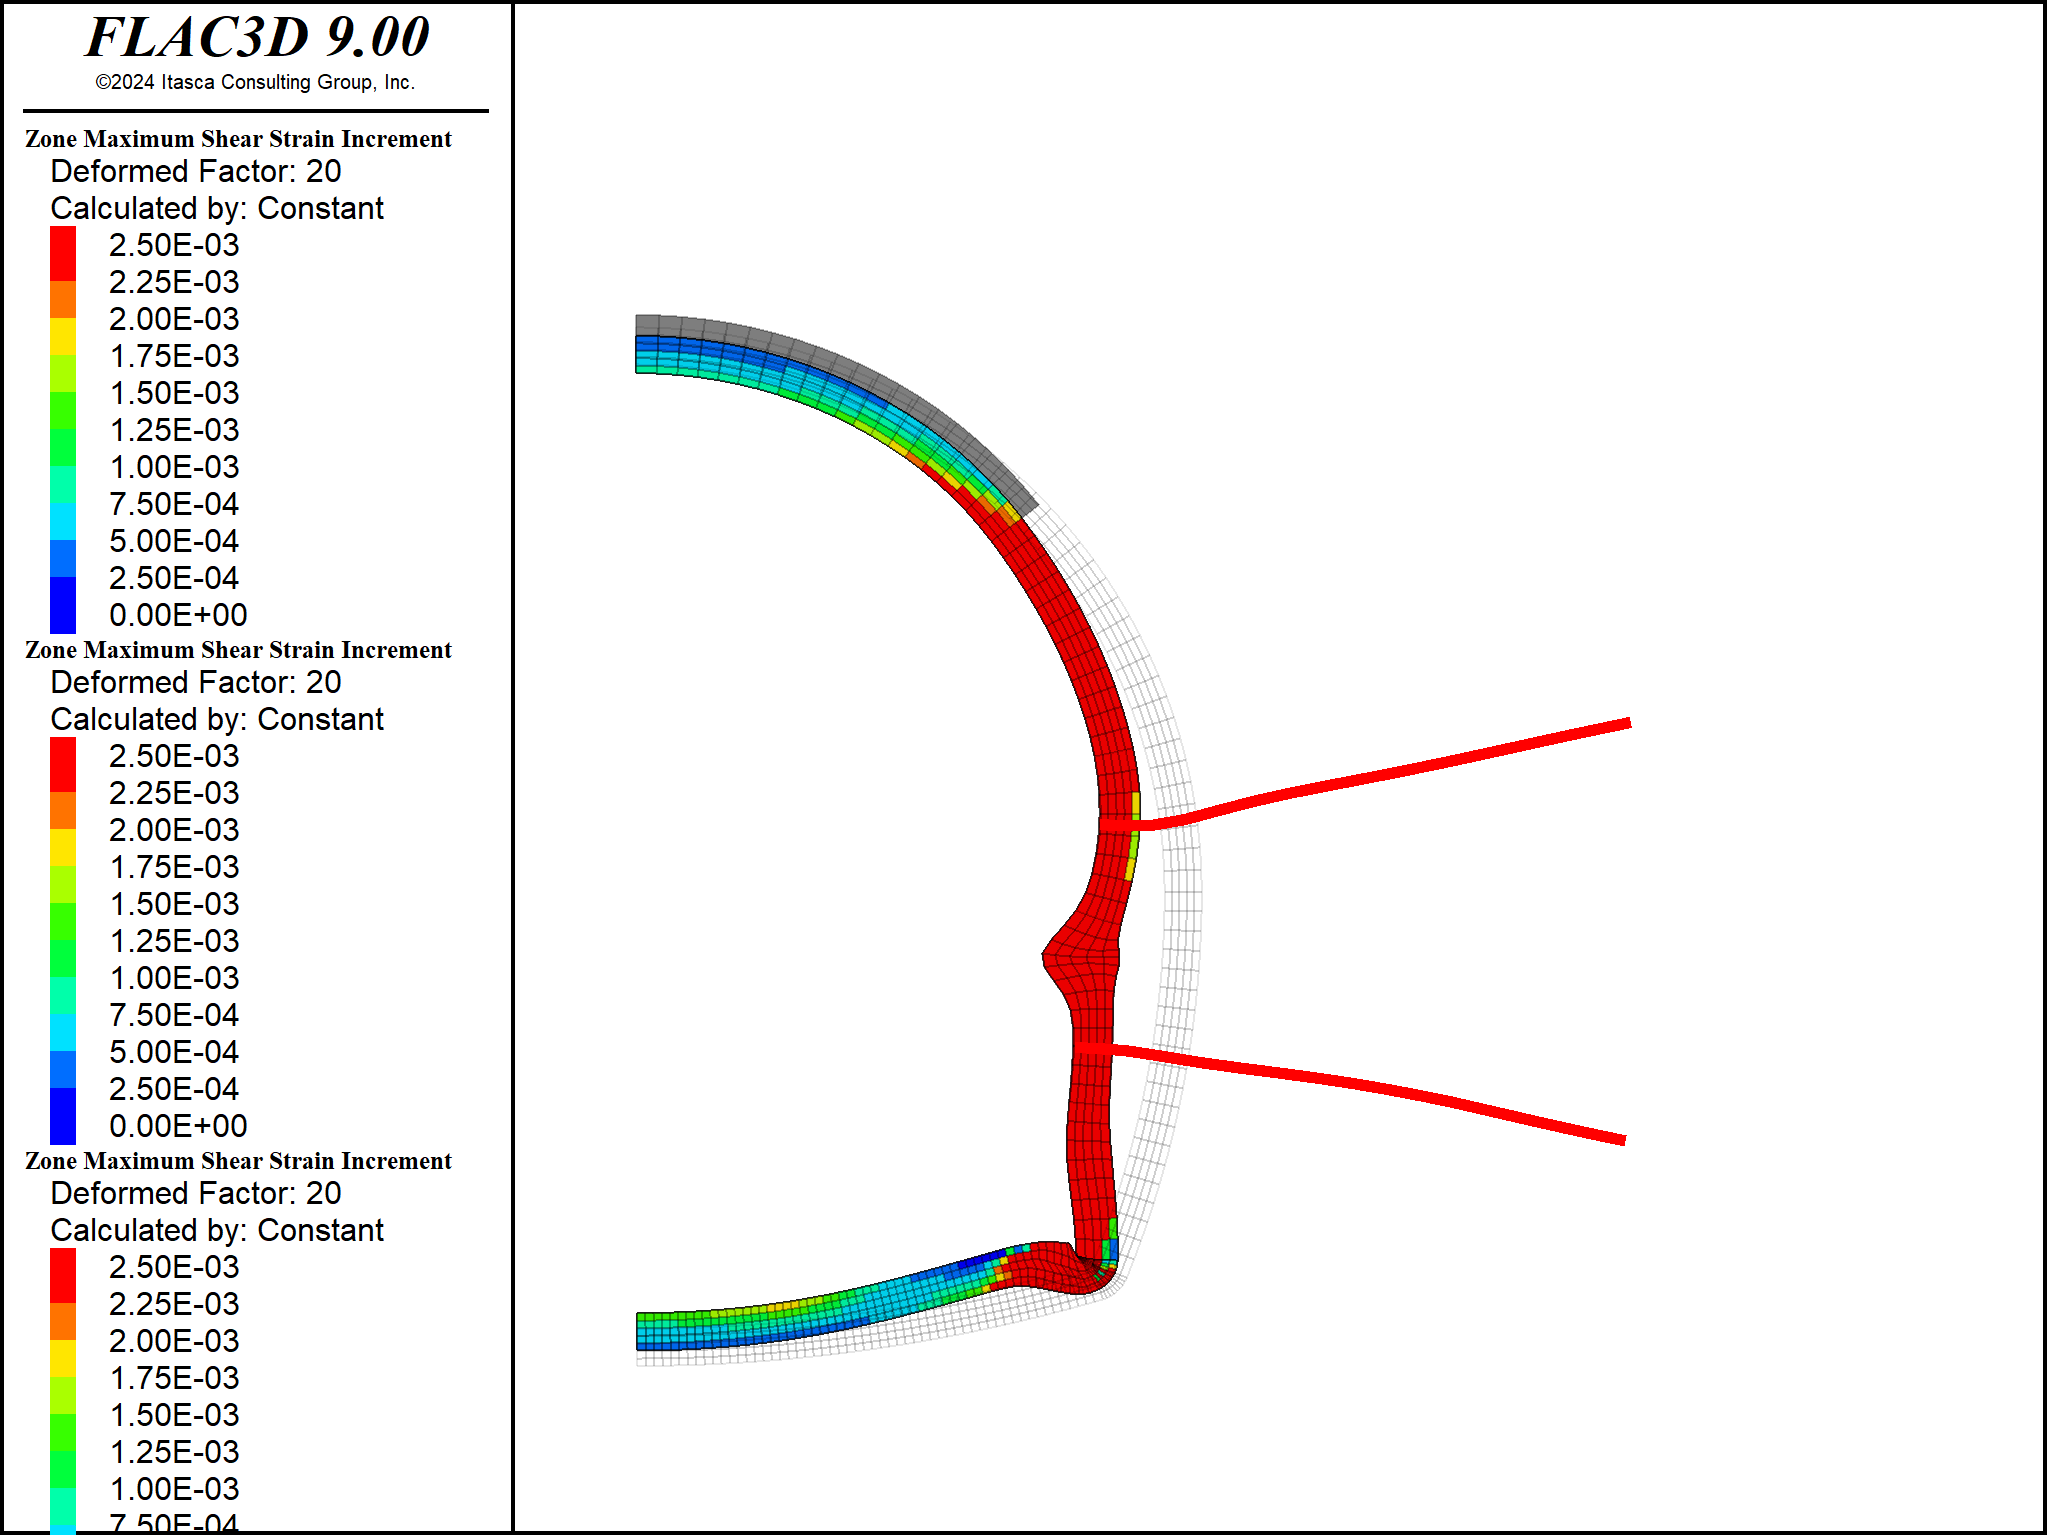 FLAC3D 9.00
©2024 Itasca Consulting Group, Inc.
Zone Maximum Shear Strain Increment
Deformed Factor: 20
Calculated by: Constant
2.50E-03
2.25E-03
2.00E-03
1.75E-03
1.50E-03
1.25E-03
1.00E-03
7.50E-04
5.00E-04
2.50E-04
0.00E+00
Zone Maximum Shear Strain Increment
Deformed Factor: 20
Calculated by: Constant
2.50E-03
2.25E-03
2.00E-03
1.75E-03
1.50E-03
1.25E-03
1.00E-03
7.50E-04
5.00E-04
2.50E-04
0.00E+00
Zone Maximum Shear Strain Increment
Deformed Factor: 20
Calculated by: Constant
2.50E-03
2.25E-03
2.00E-03
1.75E-03
1.50E-03
1.25E-03
1.00E-03
7.50E-04